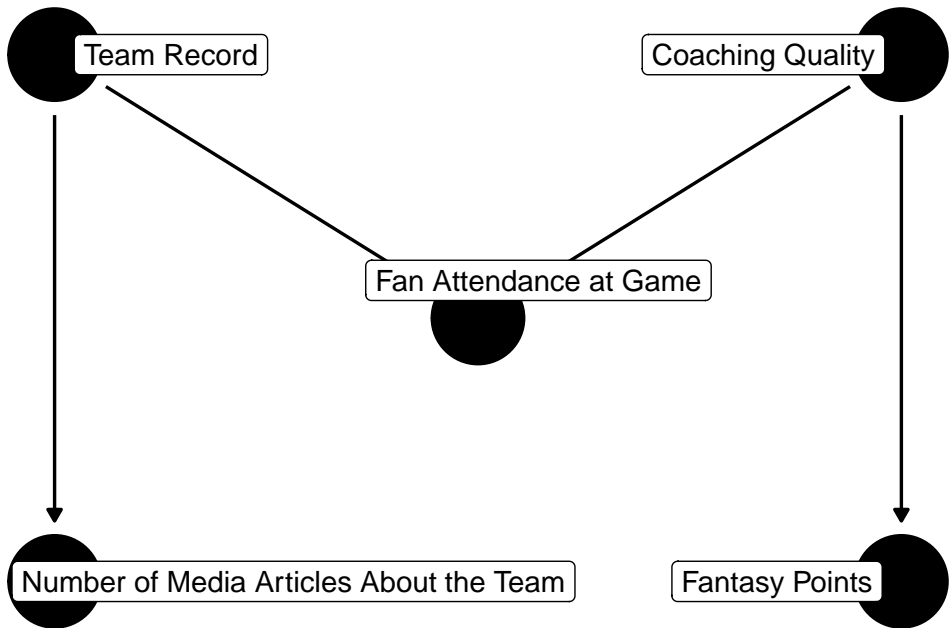 Team Record
Coaching Quality
Fan Attendance at Game
Number of Media Articles About the Team
Fantasy Points